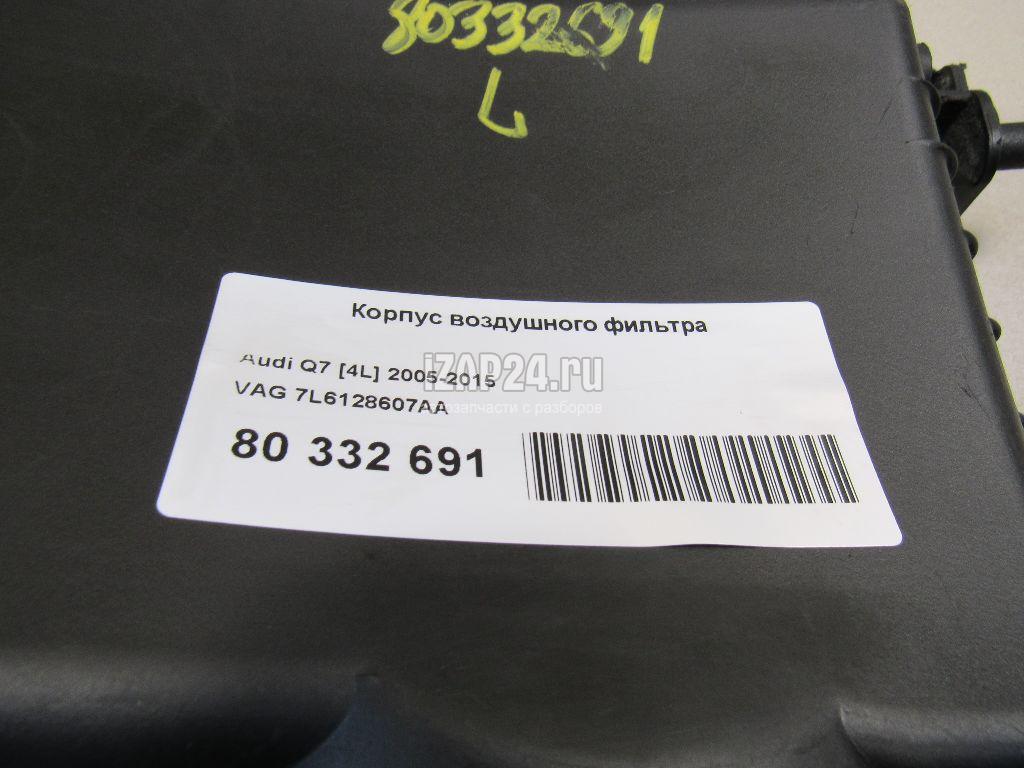 80332691
L
Корпус воздушного фильтра
Audi Q7 [4L] 2005-2015
iZAP24.ru
VAG 7L6128607AA
автозапчасти с разборов
80 332 691